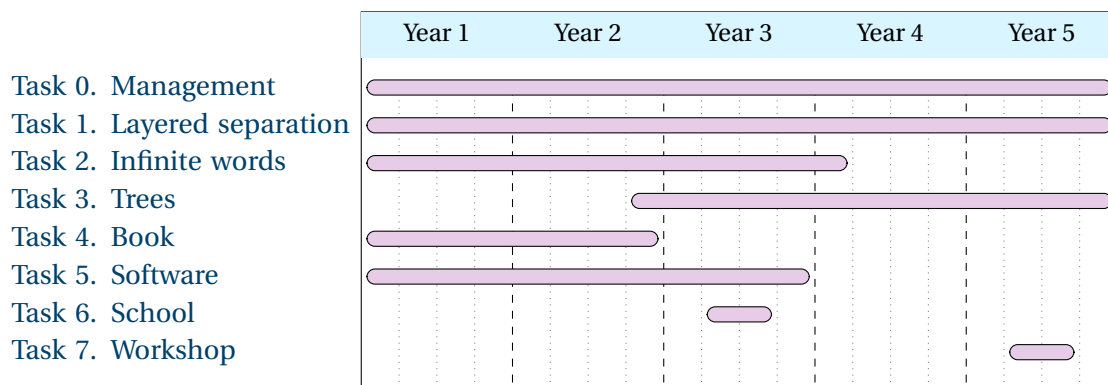 Year 1 Year 2 Year 3 Year 4 Year 5
Task 0. Management
Task 1. Layered separation
Task 2. Infinite words
Task 3. Trees
Task 4. Book
Task 5. Software
Task 6. School
Task 7. Workshop